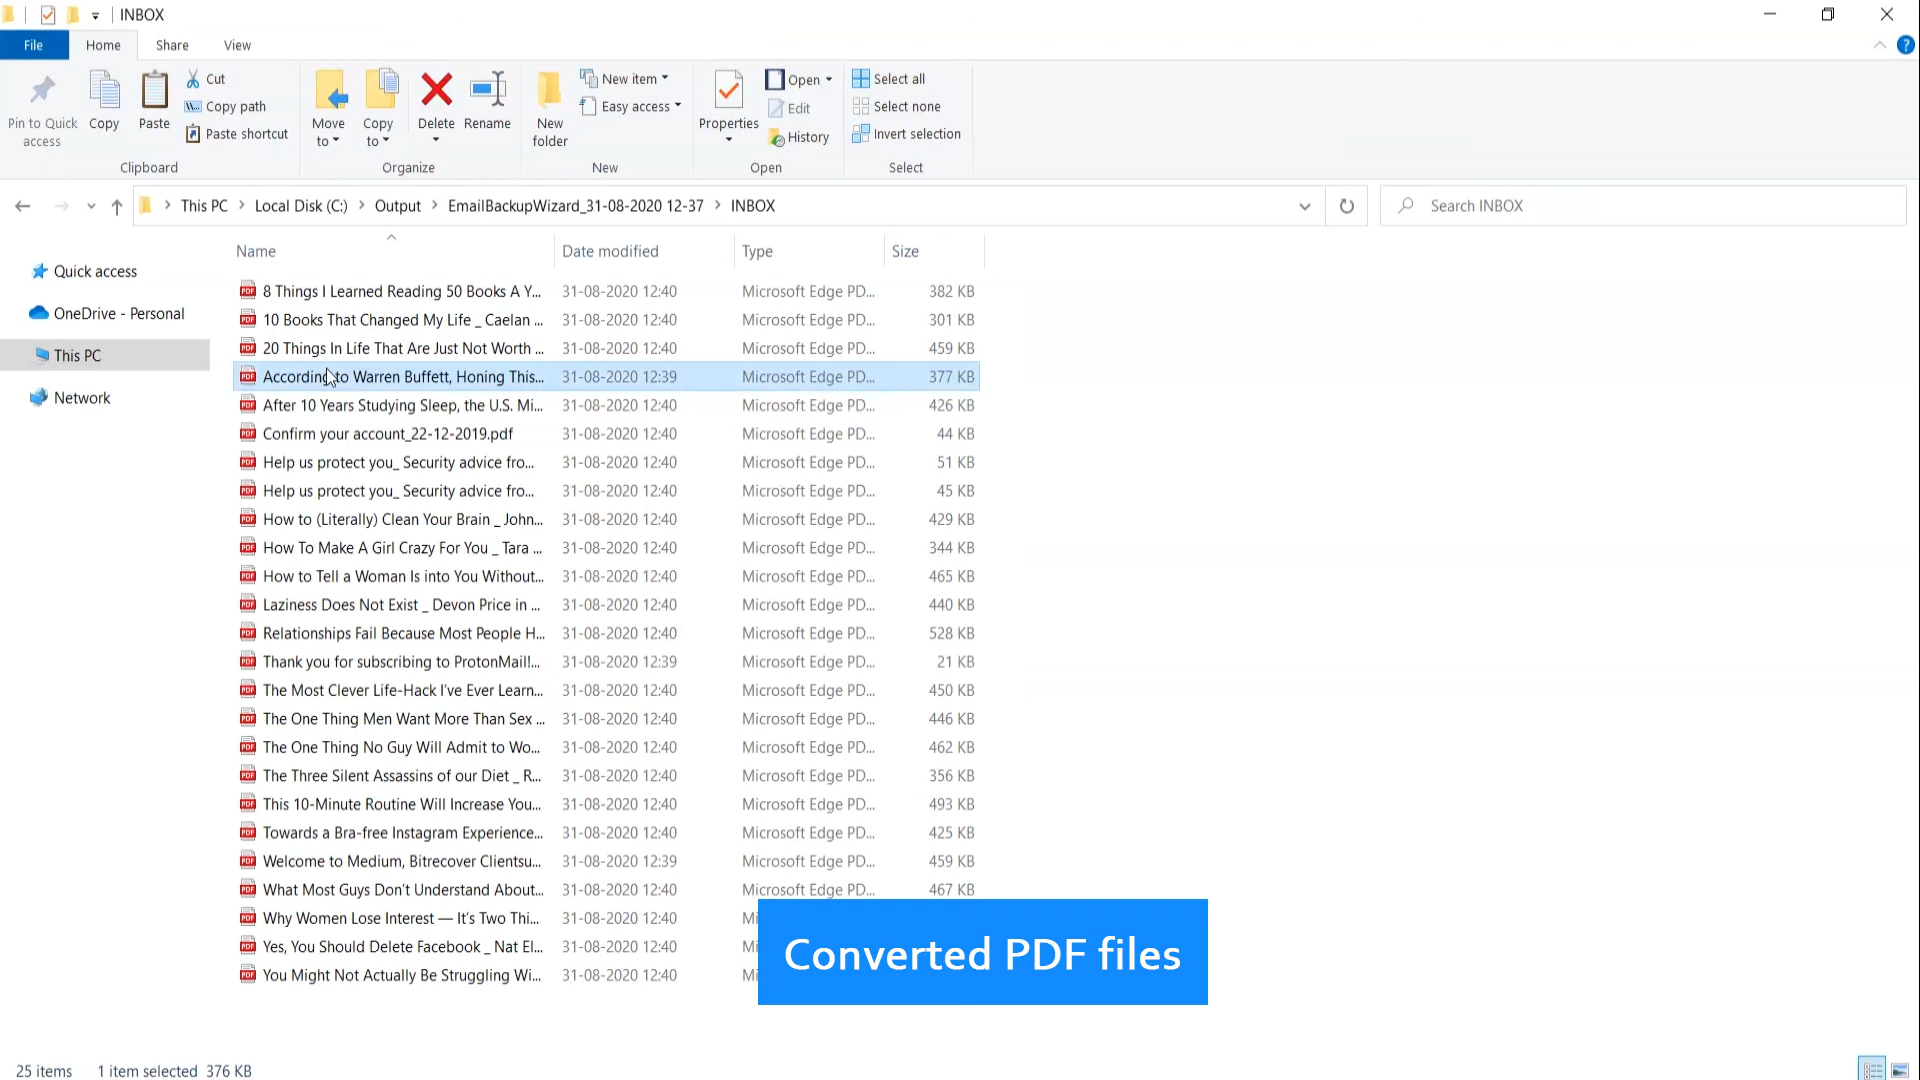 INBOX
File Home Share View
Pin to Quick access
Copy
Paste
Cut
Copy path
Paste shortcut
Clipboard
Move to
Copy to
Delete
Rename
Organize
New folder
New item
Easy access
New
Properties
Open
Edit
History
Open
Select all
Select none
Invert selection
Select
This PC > Local Disk (C:) > Output > EmailBackupWizard_31-08-2020 12-37 > INBOX
Search INBOX
Quick access
OneDrive - Personal
This PC
Network
Name Date modified Type Size
8 Things I Learned Reading 50 Books A Y... 31-08-2020 12:40 Microsoft Edge PD... 382 KB
10 Books That Changed My Life _ Caelan ... 31-08-2020 12:40 Microsoft Edge PD... 301 KB
20 Things In Life That Are Just Not Worth ... 31-08-2020 12:40 Microsoft Edge PD... 459 KB
According to Warren Buffett, Honing This... 31-08-2020 12:39 Microsoft Edge PD... 377 KB
After 10 Years Studying Sleep, the U.S. Mi... 31-08-2020 12:40 Microsoft Edge PD... 426 KB
Confirm your account_22-12-2019.pdf 31-08-2020 12:40 Microsoft Edge PD... 44 KB
Help us protect you_ Security advice fro... 31-08-2020 12:40 Microsoft Edge PD... 51 KB
Help us protect you_ Security advice fro... 31-08-2020 12:40 Microsoft Edge PD... 45 KB
How to (Literally) Clean Your Brain _ John... 31-08-2020 12:40 Microsoft Edge PD... 429 KB
How To Make A Girl Crazy For You _ Tara ... 31-08-2020 12:40 Microsoft Edge PD... 344 KB
How to Tell a Woman Is into You Without... 31-08-2020 12:40 Microsoft Edge PD... 465 KB
Laziness Does Not Exist _ Devon Price in ... 31-08-2020 12:40 Microsoft Edge PD... 440 KB
Relationships Fail Because Most People H... 31-08-2020 12:40 Microsoft Edge PD... 528 KB
Thank you for subscribing to ProtonMail!... 31-08-2020 12:39 Microsoft Edge PD... 21 KB
The Most Clever Life-Hack I've Ever Learn... 31-08-2020 12:40 Microsoft Edge PD... 450 KB
The One Thing Men Want More Than Sex ... 31-08-2020 12:40 Microsoft Edge PD... 446 KB
The One Thing No Guy Will Admit to Wo... 31-08-2020 12:40 Microsoft Edge PD... 462 KB
The Three Silent Assassins of our Diet _ R... 31-08-2020 12:40 Microsoft Edge PD... 356 KB
This 10-Minute Routine Will Increase You... 31-08-2020 12:40 Microsoft Edge PD... 493 KB
Towards a Bra-free Instagram Experience... 31-08-2020 12:40 Microsoft Edge PD... 425 KB
Welcome to Medium, Bitrecover Clientsu... 31-08-2020 12:39 Microsoft Edge PD... 459 KB
What Most Guys Don't Understand About... 31-08-2020 12:40 Microsoft Edge PD... 467 KB
Why Women Lose Interest — It's Two Thi... 31-08-2020 12:40 Mi
Yes, You Should Delete Facebook _ Nat El... 31-08-2020 12:40 Mi
You Might Not Actually Be Struggling Wi... 31-08-2020 12:40 Mi
Converted PDF files
25 items 1 item selected 376 KB